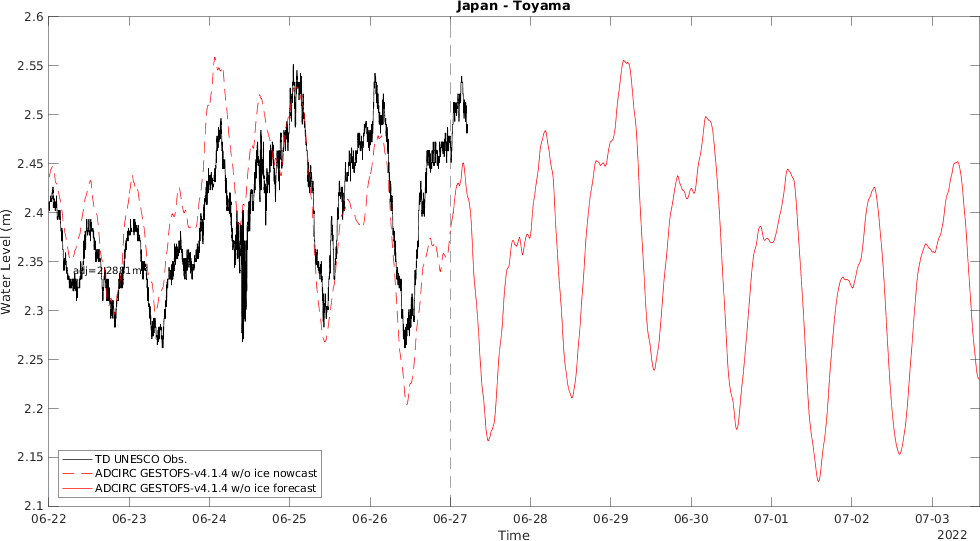 Japan - Toyama
2.6
2.55
2.5
2.45
2.4
2.35
2.3
2.25
2.2
2.15
2.1
Water Level (m)
adj=2.2881m
TD UNESCO Obs.
ADCIRC GESTOFS-v4.1.4 w/o ice nowcast
ADCIRC GESTOFS-v4.1.4 w/o ice forecast
06-22 06-23 06-24 06-25 06-26 06-27 06-28 06-29 06-30 07-01 07-02 07-03
Time
2022